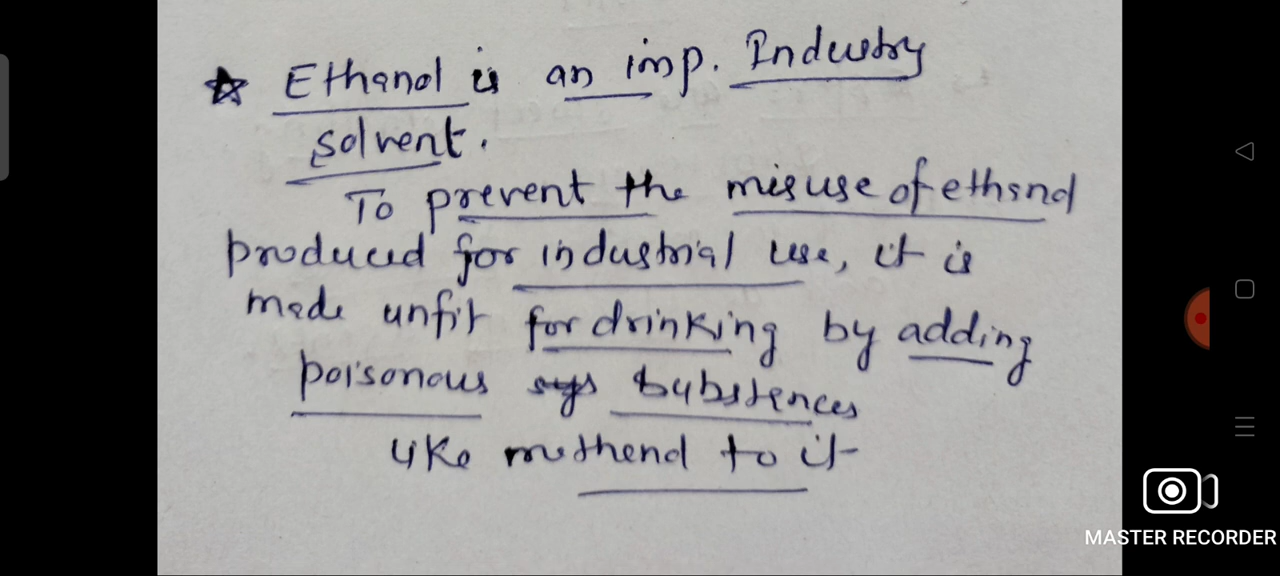 ☆ Ethanol is an imp. Industry
solvent.
To prevent the misuse of ethanol
produced for industrial use, it is
made unfit for drinking by adding
poisonous substances
like methanol to it
MASTER RECORDER